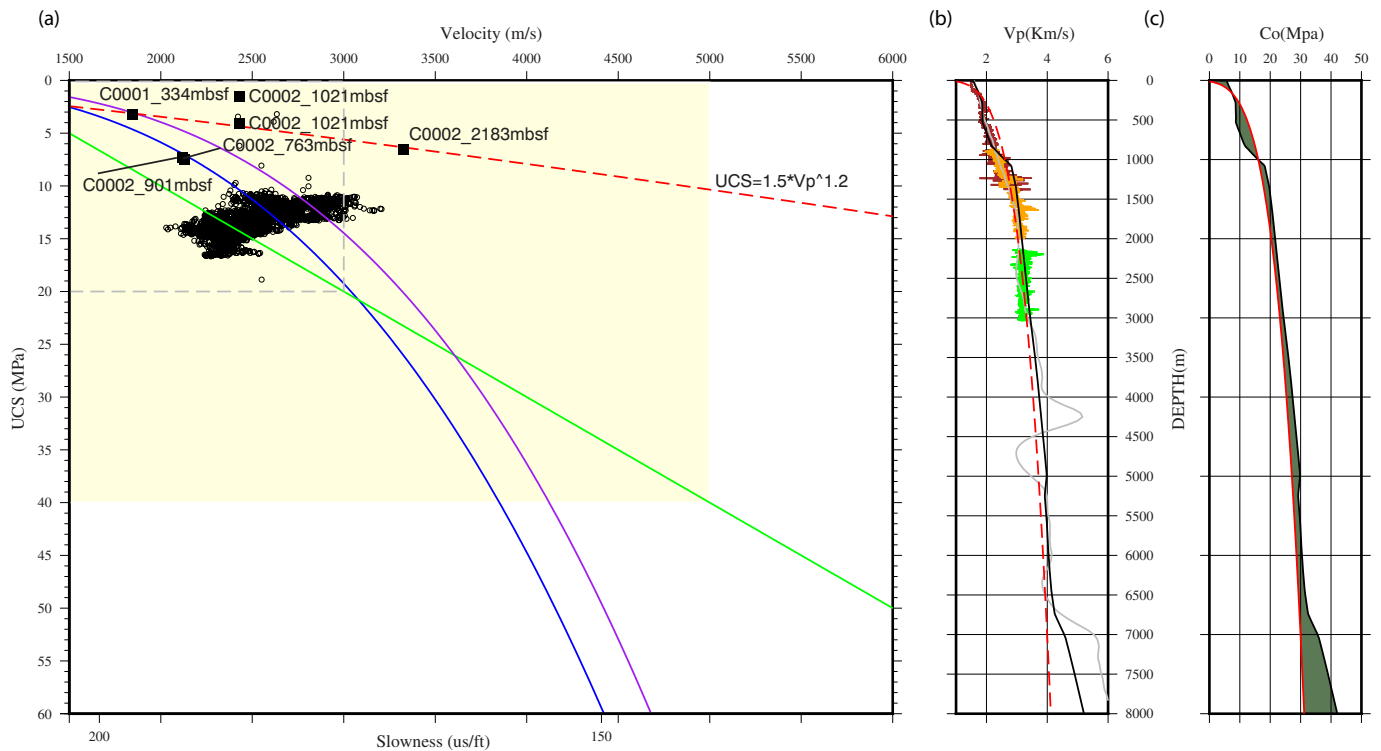 (a)
Velocity (m/s)
1500 2000 2500 3000 3500 4000 4500 5000 6000
0
5
10
15
20
25
30
35
40
45
50
55
60
UCS (MPa)
C0001_334mbsf
C0002_1021mbsf
C0002_1021mbsf
C0002_2183mbsf
C0002_763mbsf
C0002_901mbsf
UCS=1.5*Vp^1.2
200 150
Slowness (us/ft)
(b)
Vp(Km/s)
2 4 6
0
500
1000
1500
2000
2500
3000
3500
4000
4500
5000
5500
6000
6500
7000
7500
8000
DEPTH(m)
(c)
Co(Mpa)
0 10 20 30 40 50